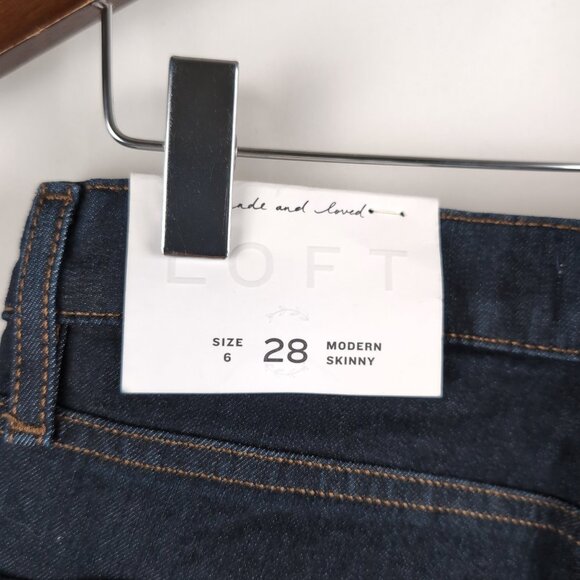 and loved
LOFT
SIZE 6 28 MODERN SKINNY